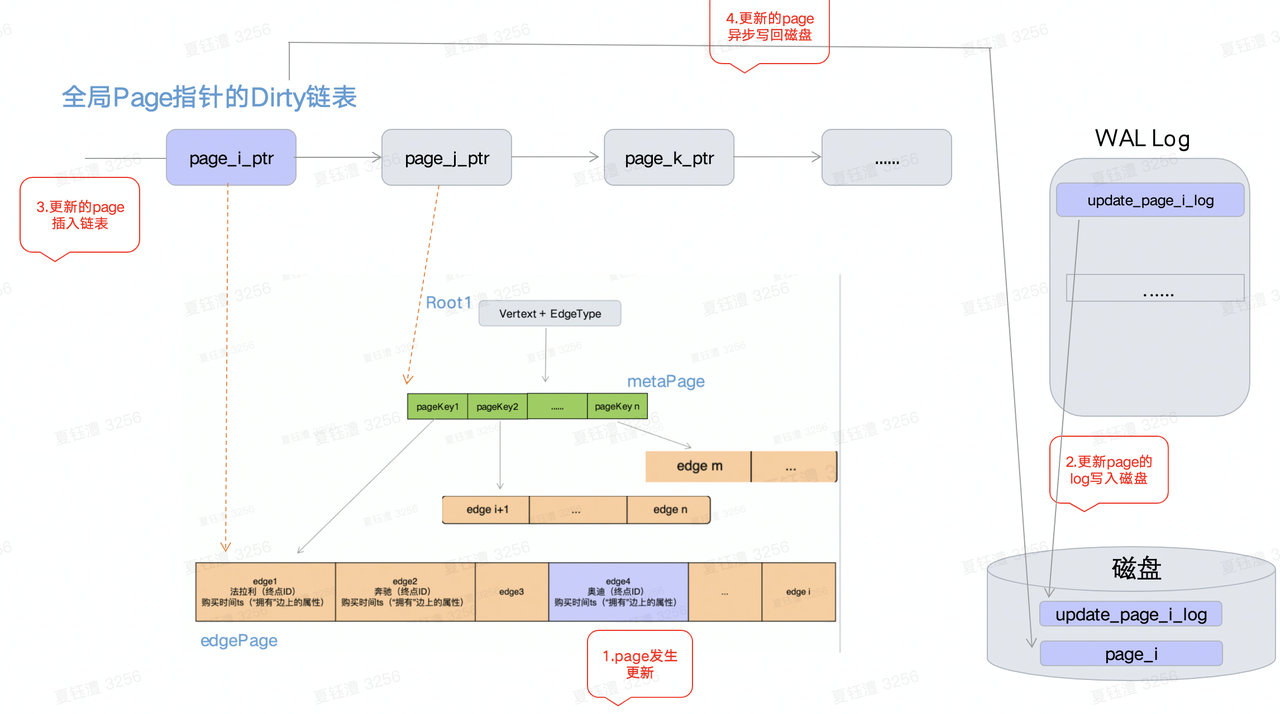 4.更新的page
异步写回磁盘
全局Page指针的Dirty链表
WAL Log
page_i_ptr
page_j_ptr
page_k_ptr
......
update_page_i_log
......
3.更新的page
插入链表
Root1
Vertext + EdgeType
metaPage
pageKey1
pageKey2
......
pageKey n
edge m
...
edge i+1
...
edge n
2.更新page的
log写入磁盘
edge1
法拉利（终点ID）
购买时间ts（“拥有”边上的属性）
edge2
奔驰（终点ID）
购买时间ts（“拥有”边上的属性）
edge3
edge4
奥迪（终点ID）
购买时间ts（“拥有”边上的属性）
...
edge i
edgePage
1.page发生
更新
磁盘
update_page_i_log
page_i
夏钰澧 3256